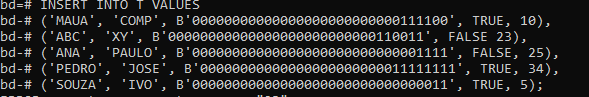 bd=# INSERT INTO T VALUES
bd-# ('MAUA', 'COMP', B'00000000000000000000000000111100', TRUE, 10),
bd-# ('ABC', 'XY', B'00000000000000000000000000110011', FALSE 23),
bd-# ('ANA', 'PAULO', B'00000000000000000000000000001111', FALSE, 25),
bd-# ('PEDRO', 'JOSE', B'00000000000000000000000011111111', TRUE, 34),
bd-# ('SOUZA', 'IVO', B'00000000000000000000000000000011', TRUE, 5);